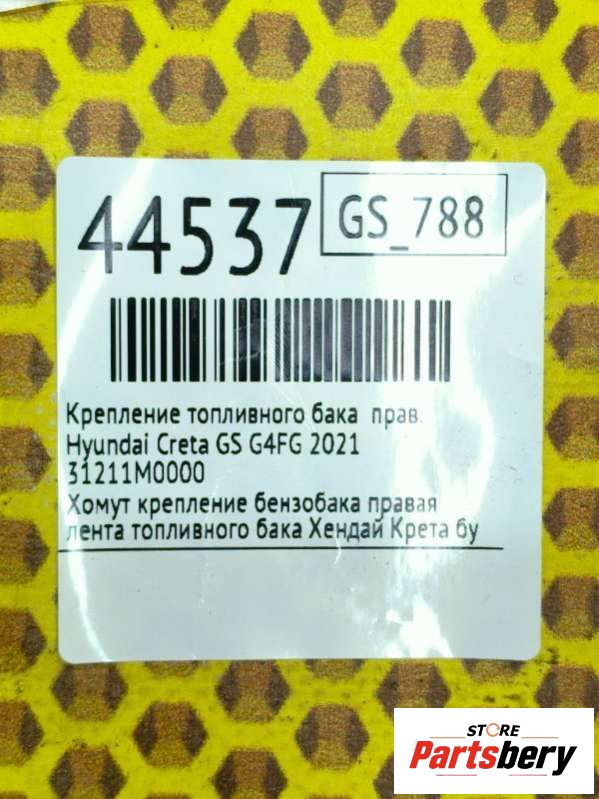 44537
GS_788
Крепление топливного бака прав.
Hyundai Creta GS G4FG 2021
31211M0000
Хомут крепление бензобака правая
лента топливного бака Хендай Крета бу
STORE
Partsbery